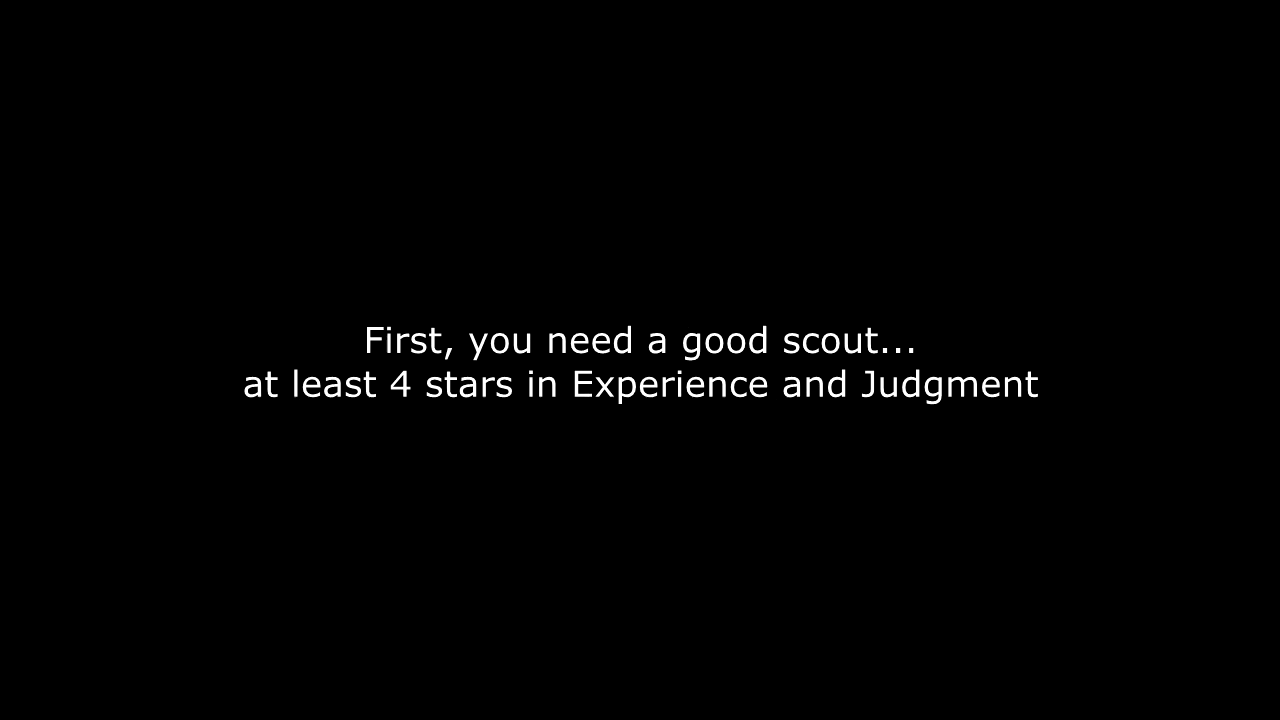 First, you need a good scout...
at least 4 stars in Experience and Judgment